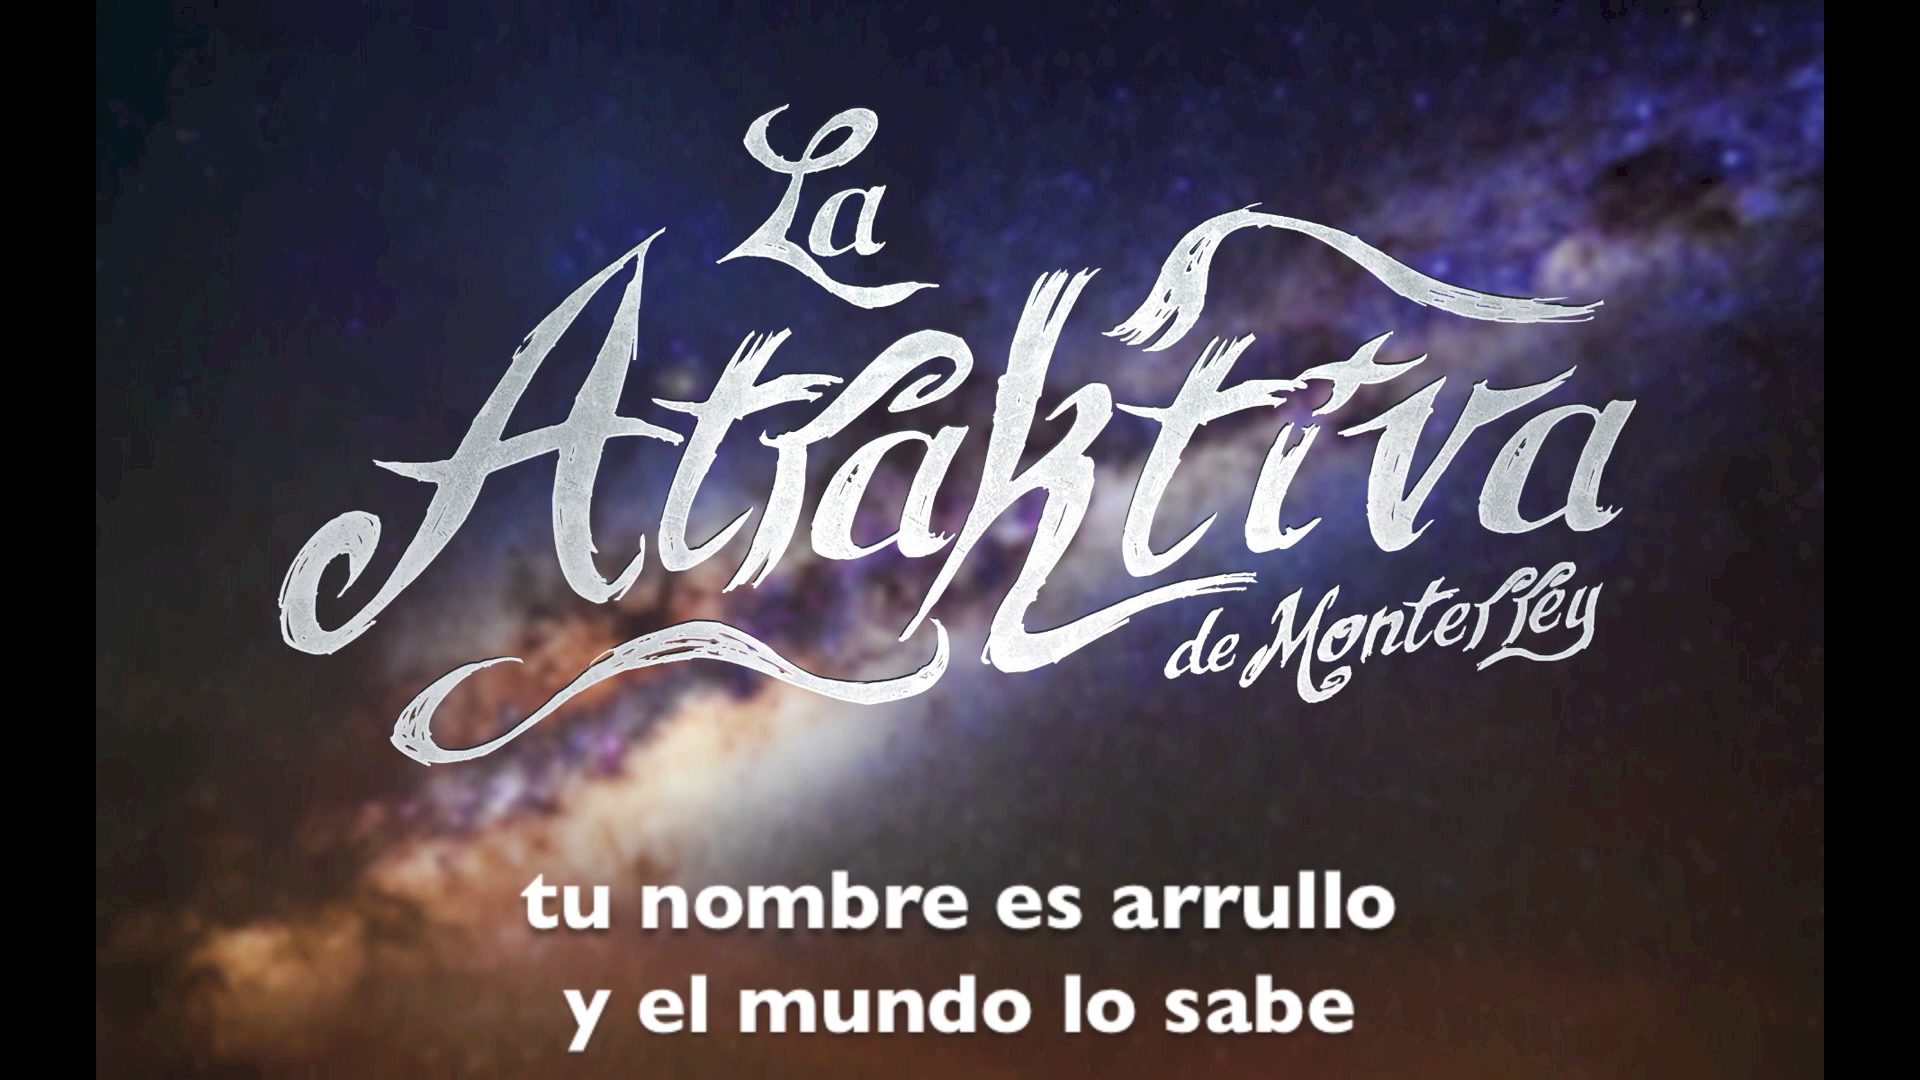 La
Atraktiva
de Monterrey
tu nombre es arrullo
y el mundo lo sabe